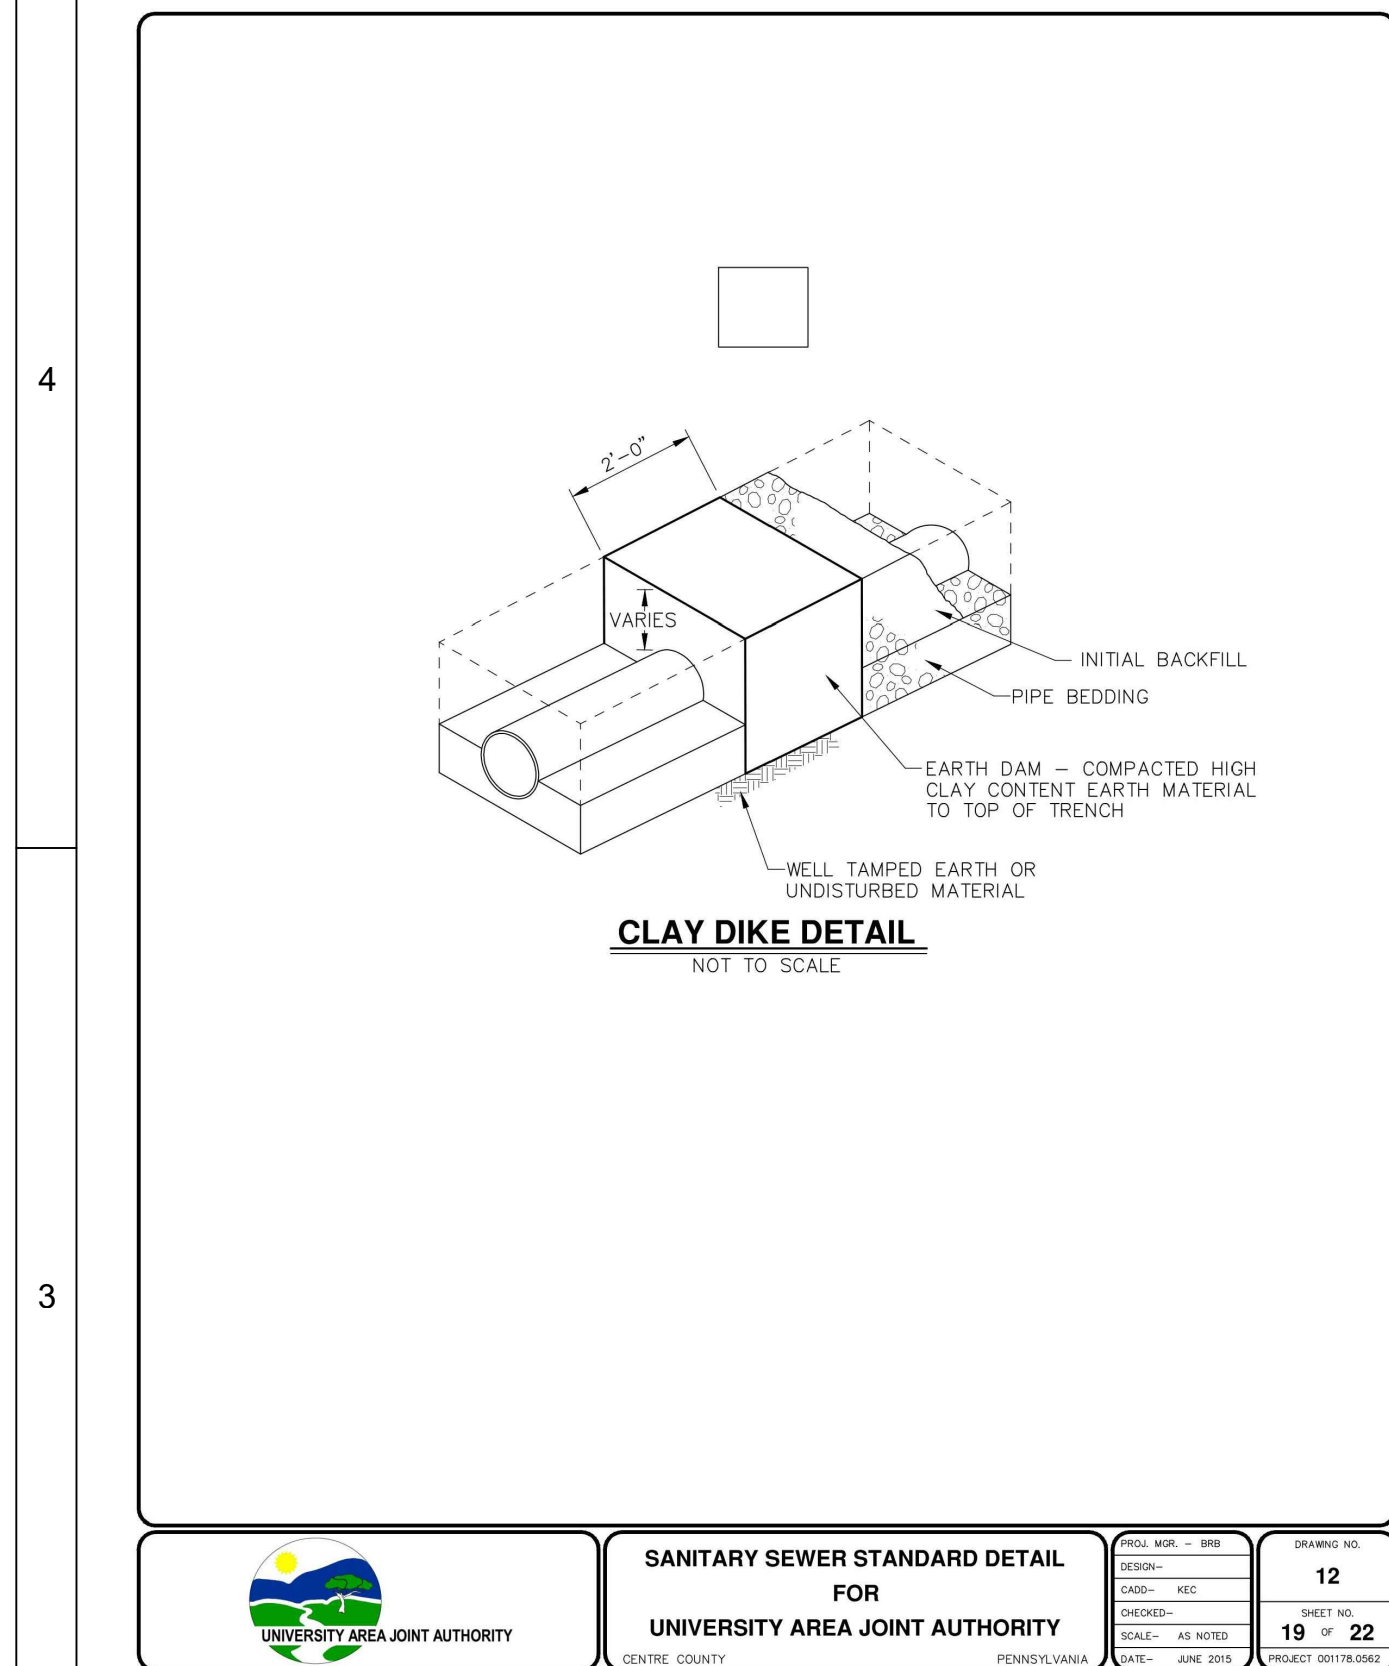 4
2'-0"
VARIES
INITIAL BACKFILL
PIPE BEDDING
EARTH DAM – COMPACTED HIGH
CLAY CONTENT EARTH MATERIAL
TO TOP OF TRENCH
WELL TAMPED EARTH OR
UNDISTURBED MATERIAL
CLAY DIKE DETAIL
NOT TO SCALE
3
UNIVERSITY AREA JOINT AUTHORITY
SANITARY SEWER STANDARD DETAIL
FOR
UNIVERSITY AREA JOINT AUTHORITY
CENTRE COUNTY PENNSYLVANIA
PROJ. MGR. – BRB
DESIGN–
CADD– KEC
CHECKED–
SCALE– AS NOTED
DATE– JUNE 2015
DRAWING NO.
12
SHEET NO.
19 OF 22
PROJECT 001178.0562